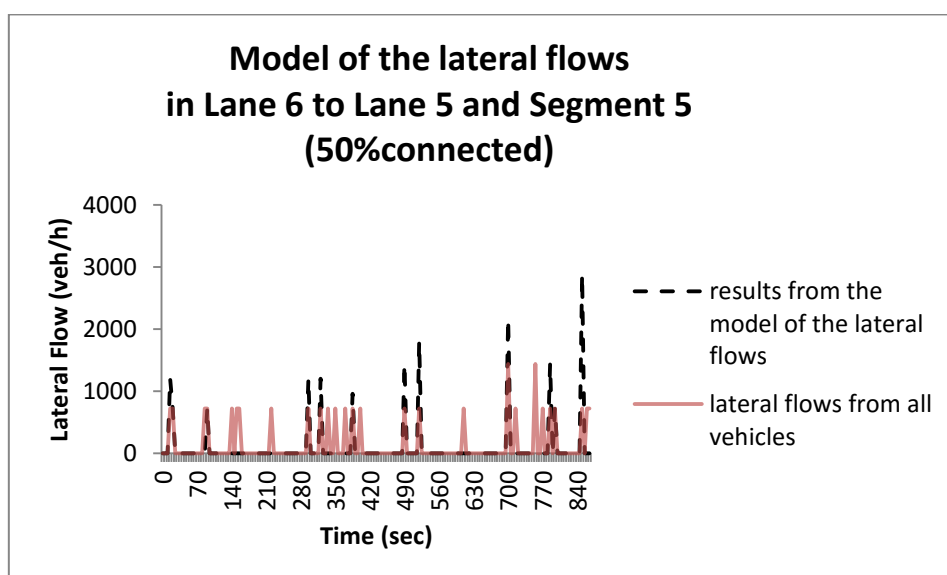 Model of the lateral flows
in Lane 6 to Lane 5 and Segment 5
(50%connected)
Lateral Flow (veh/h)
4000
3000
2000
1000
0
0
70
140
210
280
350
420
490
560
630
700
770
840
Time (sec)
results from the
model of the lateral
flows
lateral flows from all
vehicles